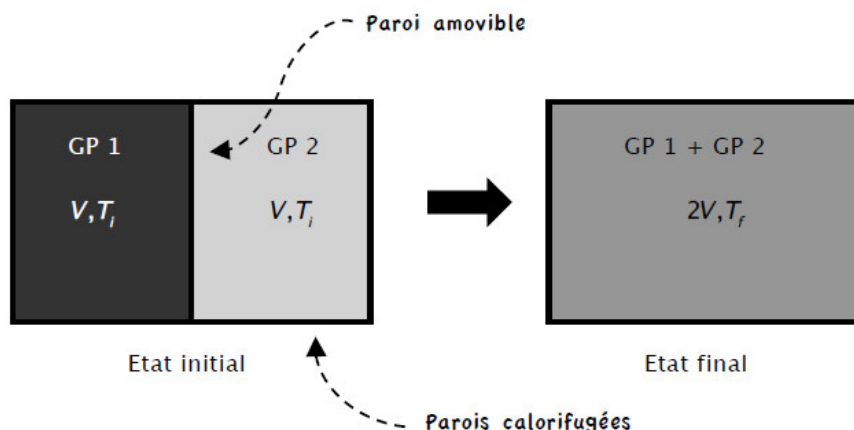 Paroi amovible
GP 1
GP 2
GP 1 + GP 2
V,Tᵢ
V,Tᵢ
2V,T_f
Etat initial
Etat final
Parois calorifugées